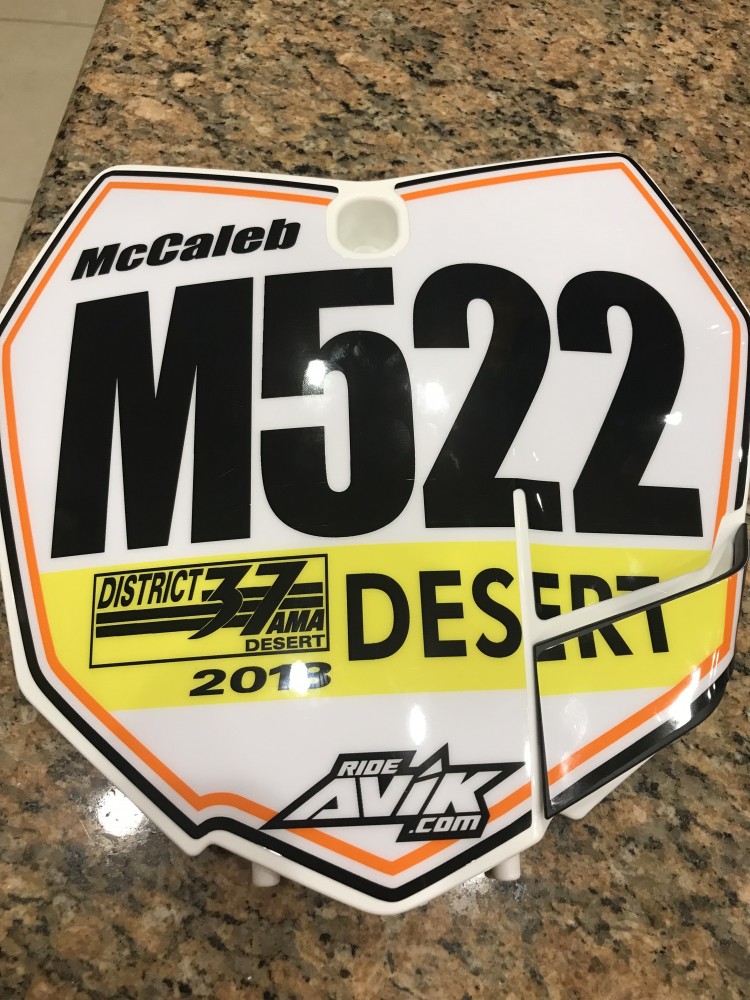 McCaleb
M522
DISTRICT 37
AMA
DESERT
DESERT
2013
RIDE
AVIK
.COM